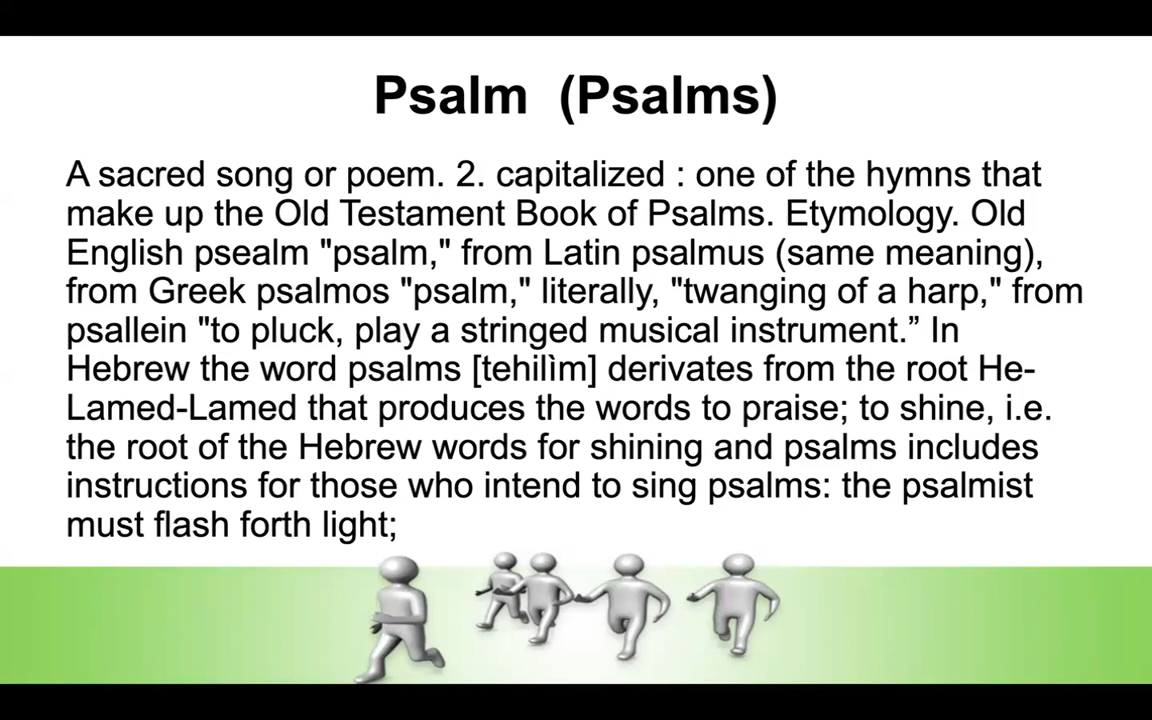 Psalm (Psalms)
A sacred song or poem. 2. capitalized : one of the hymns that
make up the Old Testament Book of Psalms. Etymology. Old
English psealm "psalm," from Latin psalmus (same meaning),
from Greek psalmos "psalm," literally, "twanging of a harp," from
psallein "to pluck, play a stringed musical instrument.” In
Hebrew the word psalms [tehilìm] derivates from the root He-
Lamed-Lamed that produces the words to praise; to shine, i.e.
the root of the Hebrew words for shining and psalms includes
instructions for those who intend to sing psalms: the psalmist
must flash forth light;